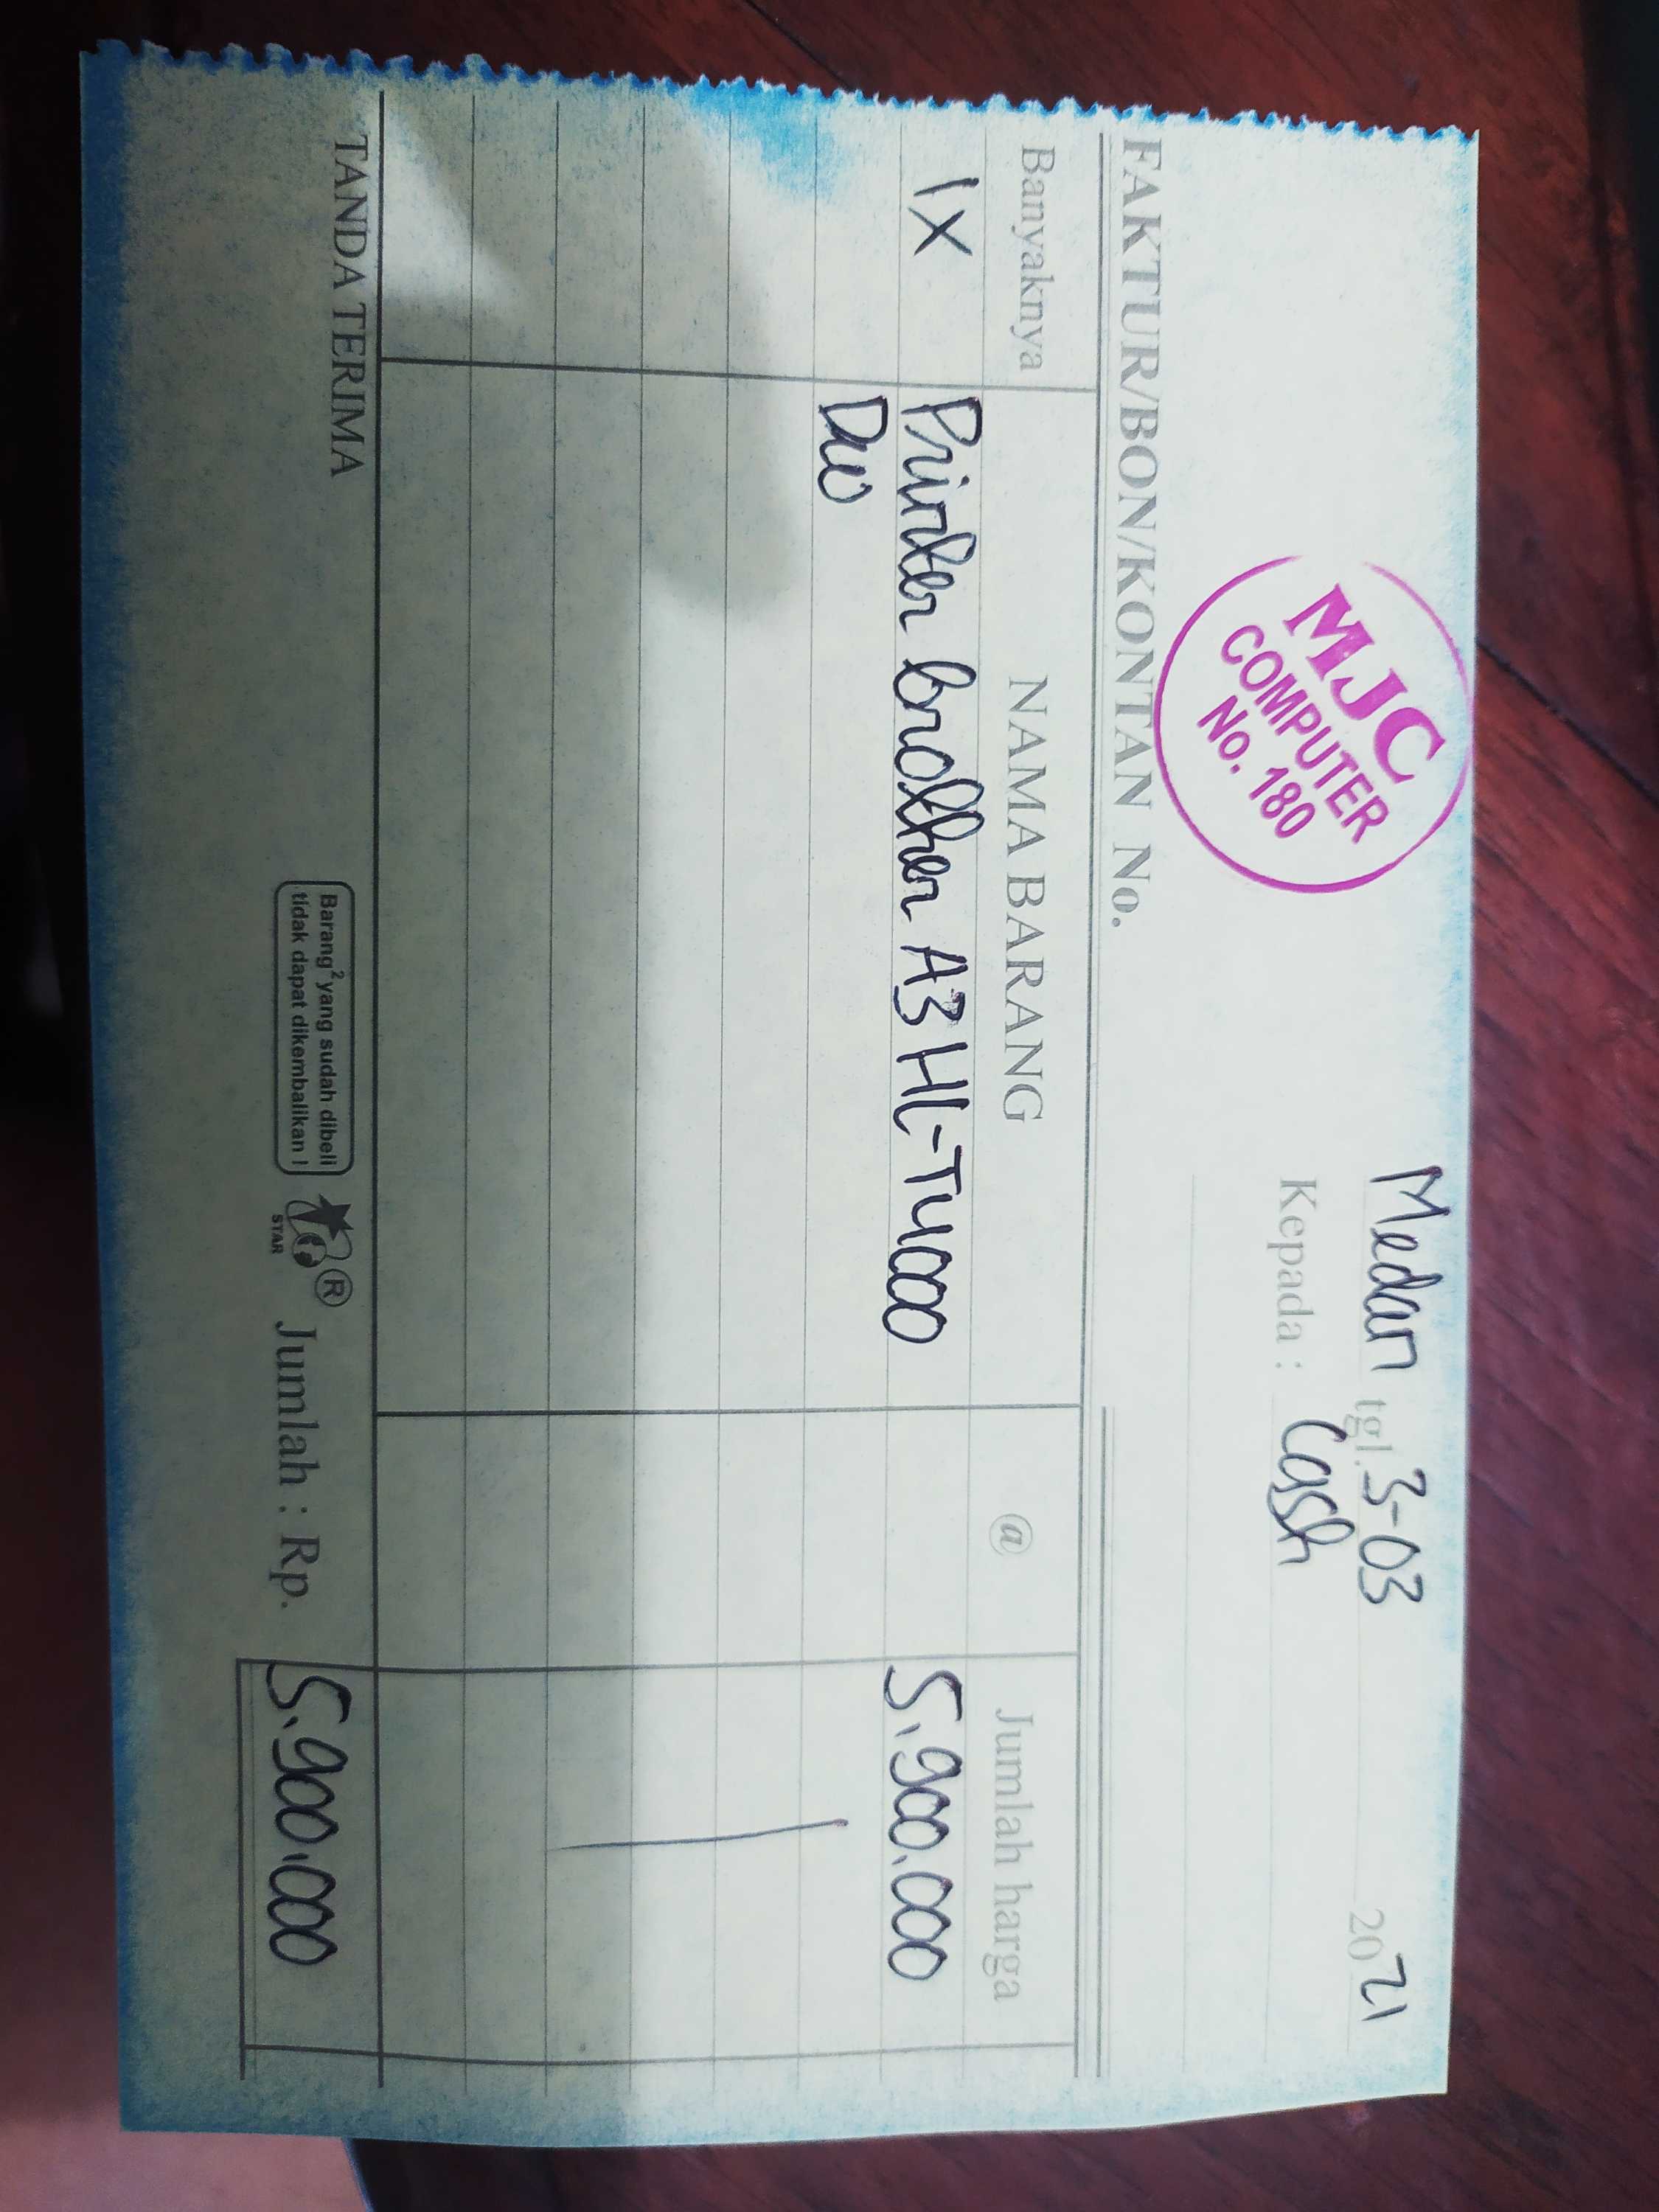 MJC
COMPUTER
No. 180
Medan tgl. 3-03 2021
Kepada : Cash
FAKTUR/BON/KONTAN No.
Banyaknya NAMA BARANG @ Jumlah harga
1X Printer brother A3 HL-T4000 5.900.000
DW
TANDA TERIMA
Barang² yang sudah dibeli
tidak dapat dikembalikan !
STAR
®
Jumlah : Rp. 5.900.000